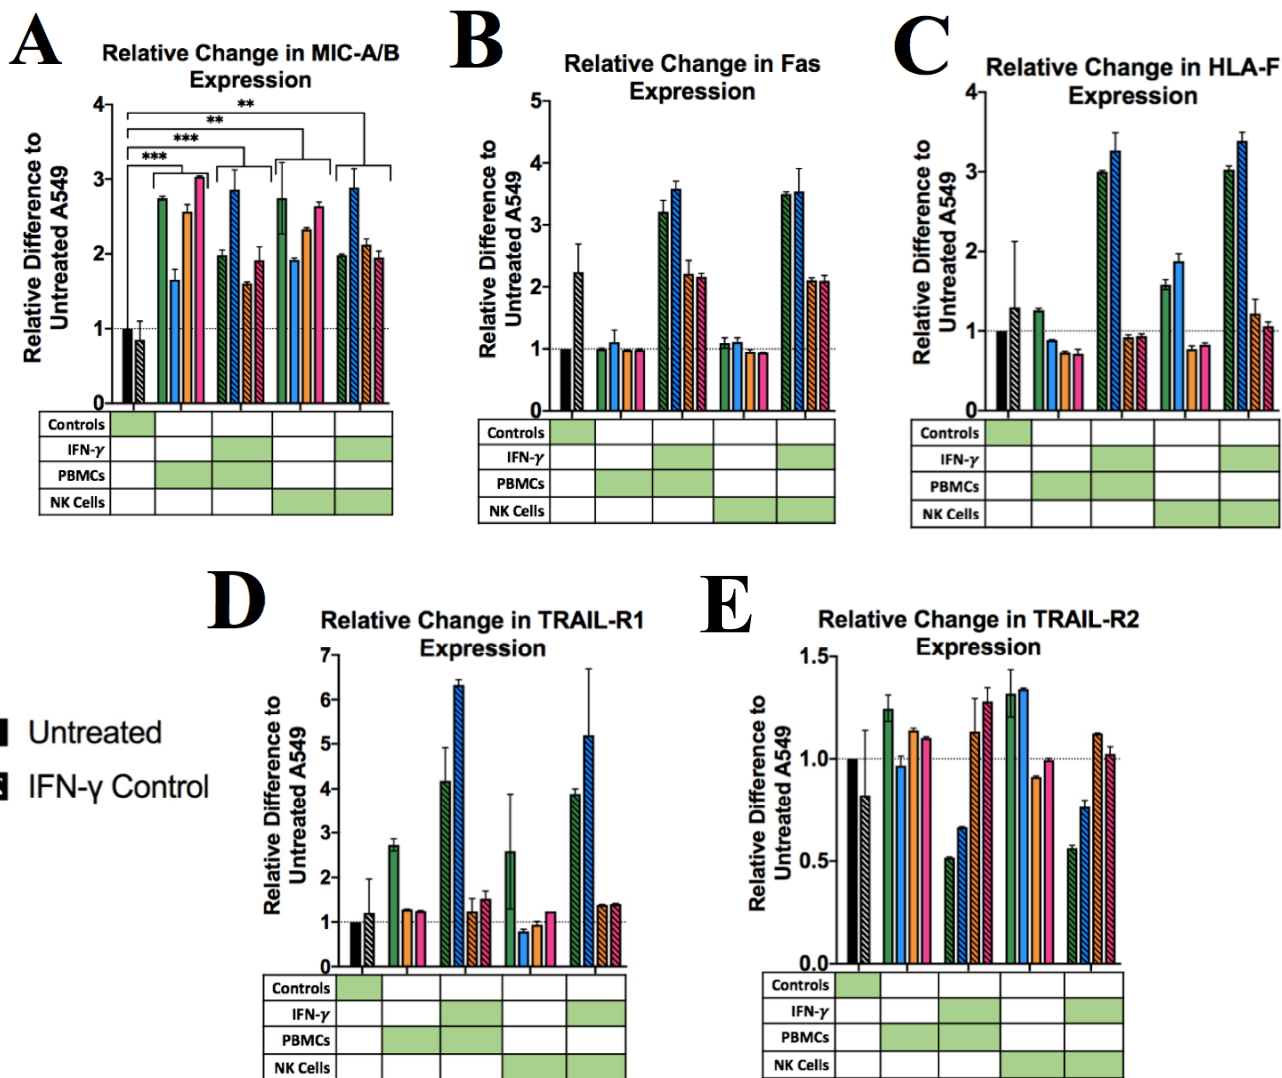 A
Relative Change in MIC-A/B
Expression
Relative Difference to
Untreated A549
4
3
2
1
0
**
**
***
***
Controls
IFN-γ
PBMCs
NK Cells
B
Relative Change in Fas
Expression
Relative Difference to
Untreated A549
5
4
3
2
1
0
Controls
IFN-γ
PBMCs
NK Cells
C
Relative Change in HLA-F
Expression
Relative Difference to
Untreated A549
4
3
2
1
0
Controls
IFN-γ
PBMCs
NK Cells
Untreated
IFN-γ Control
D
Relative Change in TRAIL-R1
Expression
Relative Difference to
Untreated A549
7
6
5
4
3
2
1
0
Controls
IFN-γ
PBMCs
NK Cells
E
Relative Change in TRAIL-R2
Expression
Relative Difference to
Untreated A549
1.5
1.0
0.5
0.0
Controls
IFN-γ
PBMCs
NK Cells